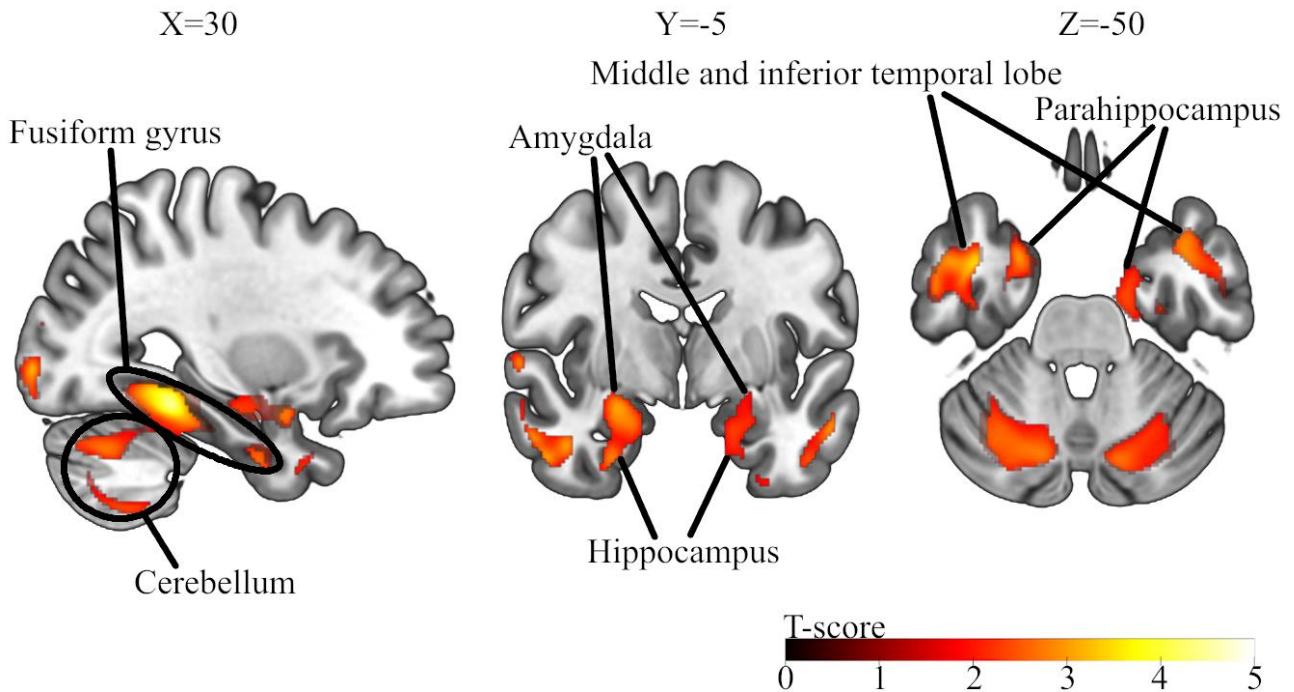 X=30
Y=-5
Z=-50
Middle and inferior temporal lobe
Parahippocampus
Fusiform gyrus
Amygdala
Hippocampus
Cerebellum
T-score
0 1 2 3 4 5